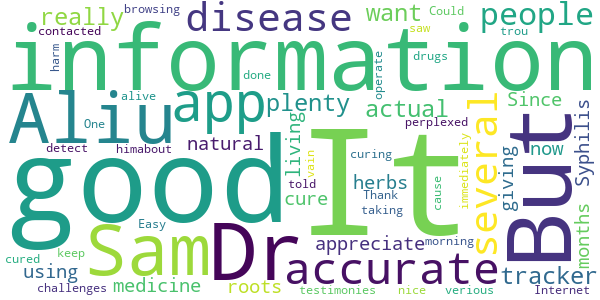 browsing
really disease want Could people
contacted saw trou
information
harm done operate drugs
Aliu app plenty actual Since
One alive perplexed
detect himabout natural living several But Syphilis
good It
vain curing told cure herbs Thank taking cause immediately giving now months
Sam Dr appreciate morning
cured Easy keep using accurate tracker
challenges medicine roots testimonies nice verious Internet